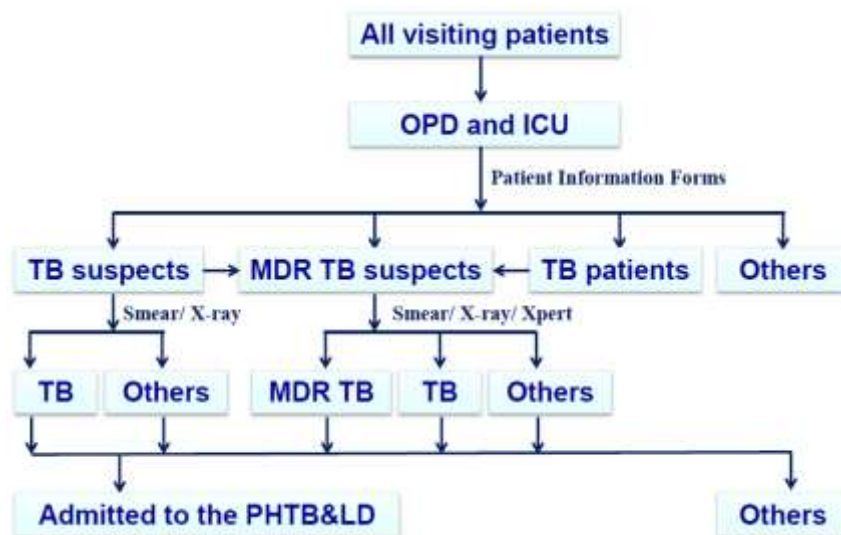 All visiting patients
OPD and ICU
Patient Information Forms
TB suspects
MDR TB suspects
TB patients
Others
Smear/ X-ray
Smear/ X-ray/ Xpert
TB
Others
MDR TB
TB
Others
Admitted to the PHTB&LD
Others